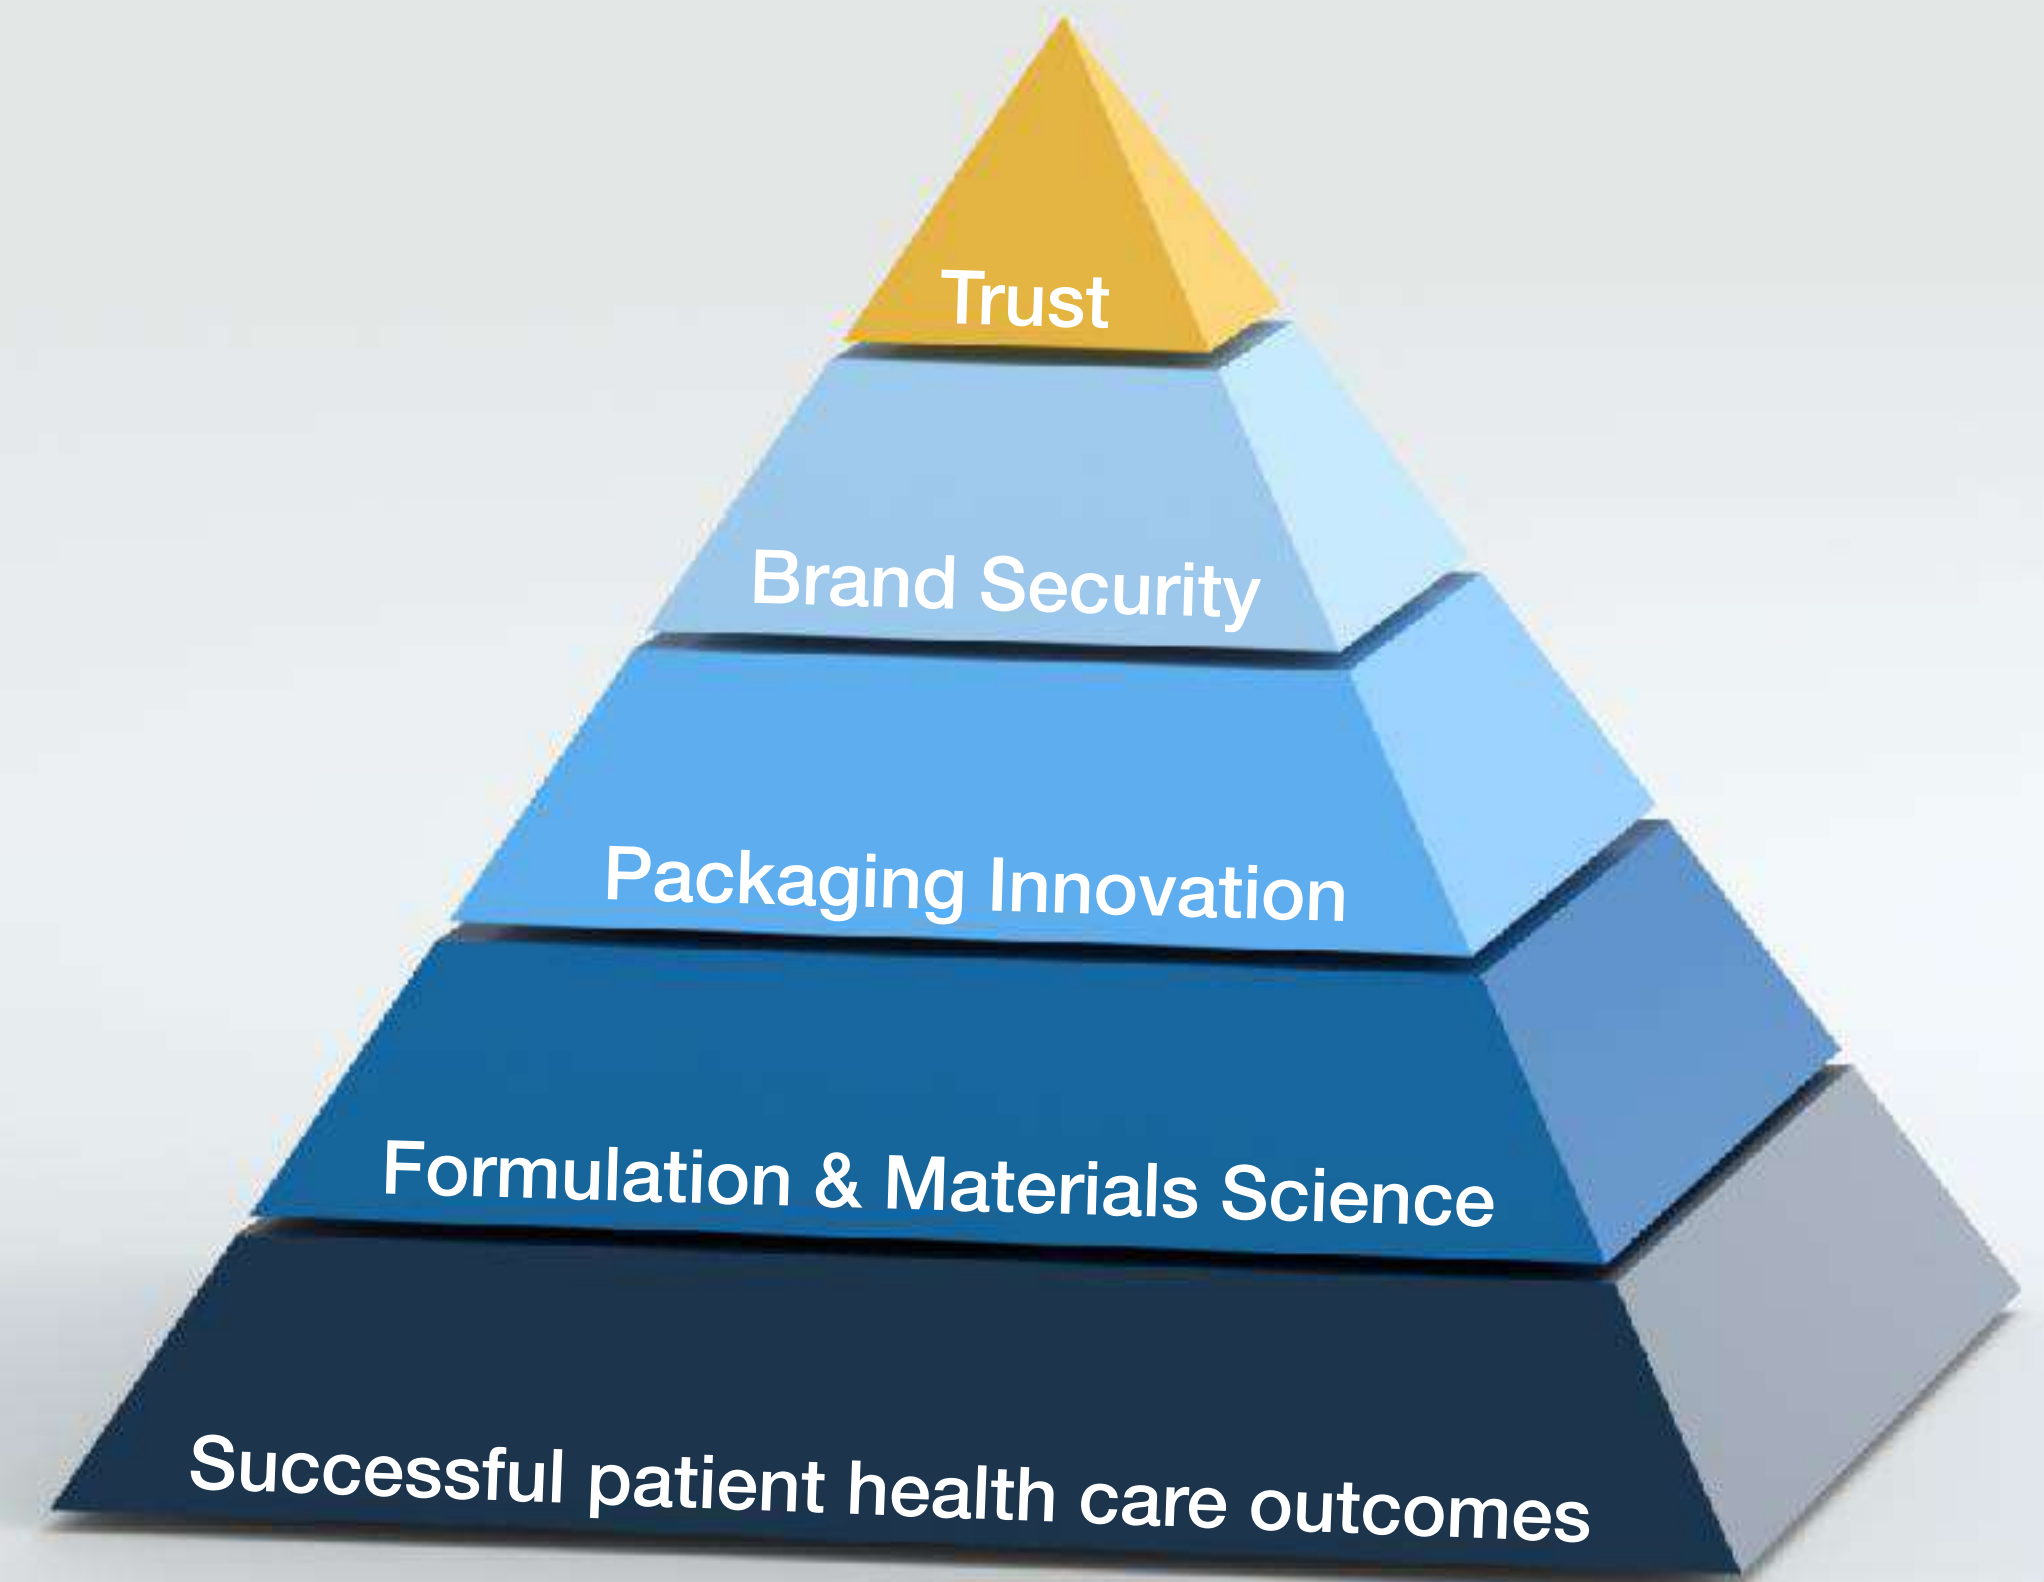 Trust
Brand Security
Packaging Innovation
Formulation & Materials Science
Successful patient health care outcomes